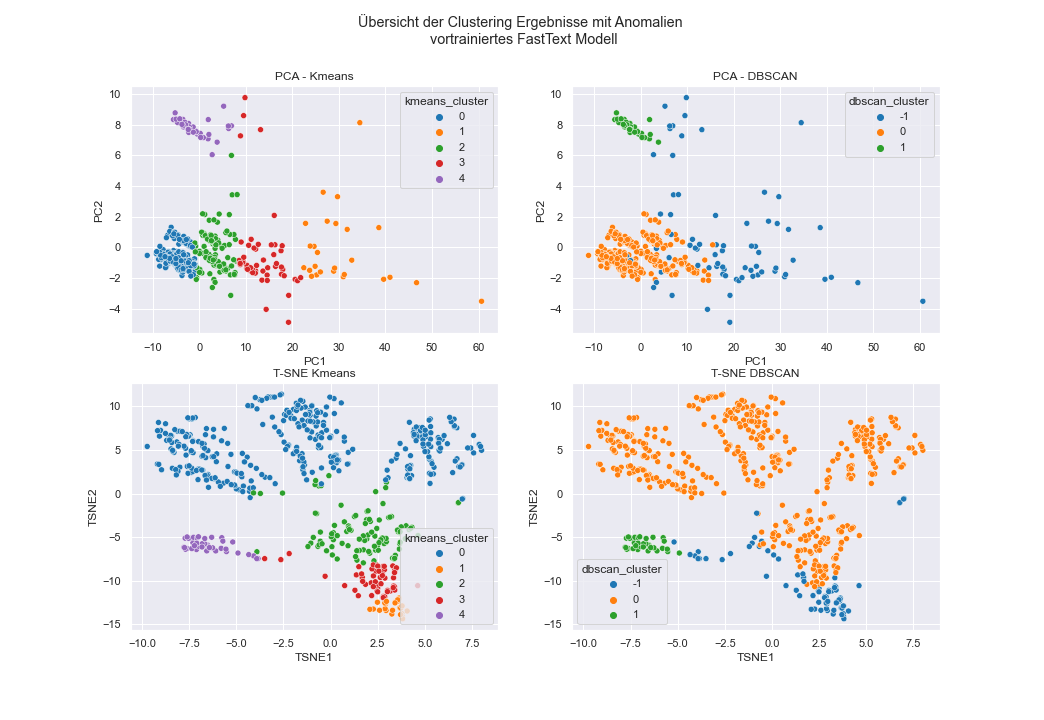 Übersicht der Clustering Ergebnisse mit Anomalien
vortrainiertes FastText Modell
PCA - Kmeans
10
8
6
4
2
0
−2
−4
PC2
−10 0 10 20 30 40 50 60
PC1
kmeans_cluster
0
1
2
3
4
PCA - DBSCAN
10
8
6
4
2
0
−2
−4
PC2
−10 0 10 20 30 40 50 60
PC1
dbscan_cluster
-1
0
1
T-SNE Kmeans
10
5
0
−5
−10
−15
TSNE2
−10.0 −7.5 −5.0 −2.5 0.0 2.5 5.0 7.5
TSNE1
kmeans_cluster
0
1
2
3
4
T-SNE DBSCAN
10
5
0
−5
−10
−15
TSNE2
−10.0 −7.5 −5.0 −2.5 0.0 2.5 5.0 7.5
TSNE1
dbscan_cluster
-1
0
1